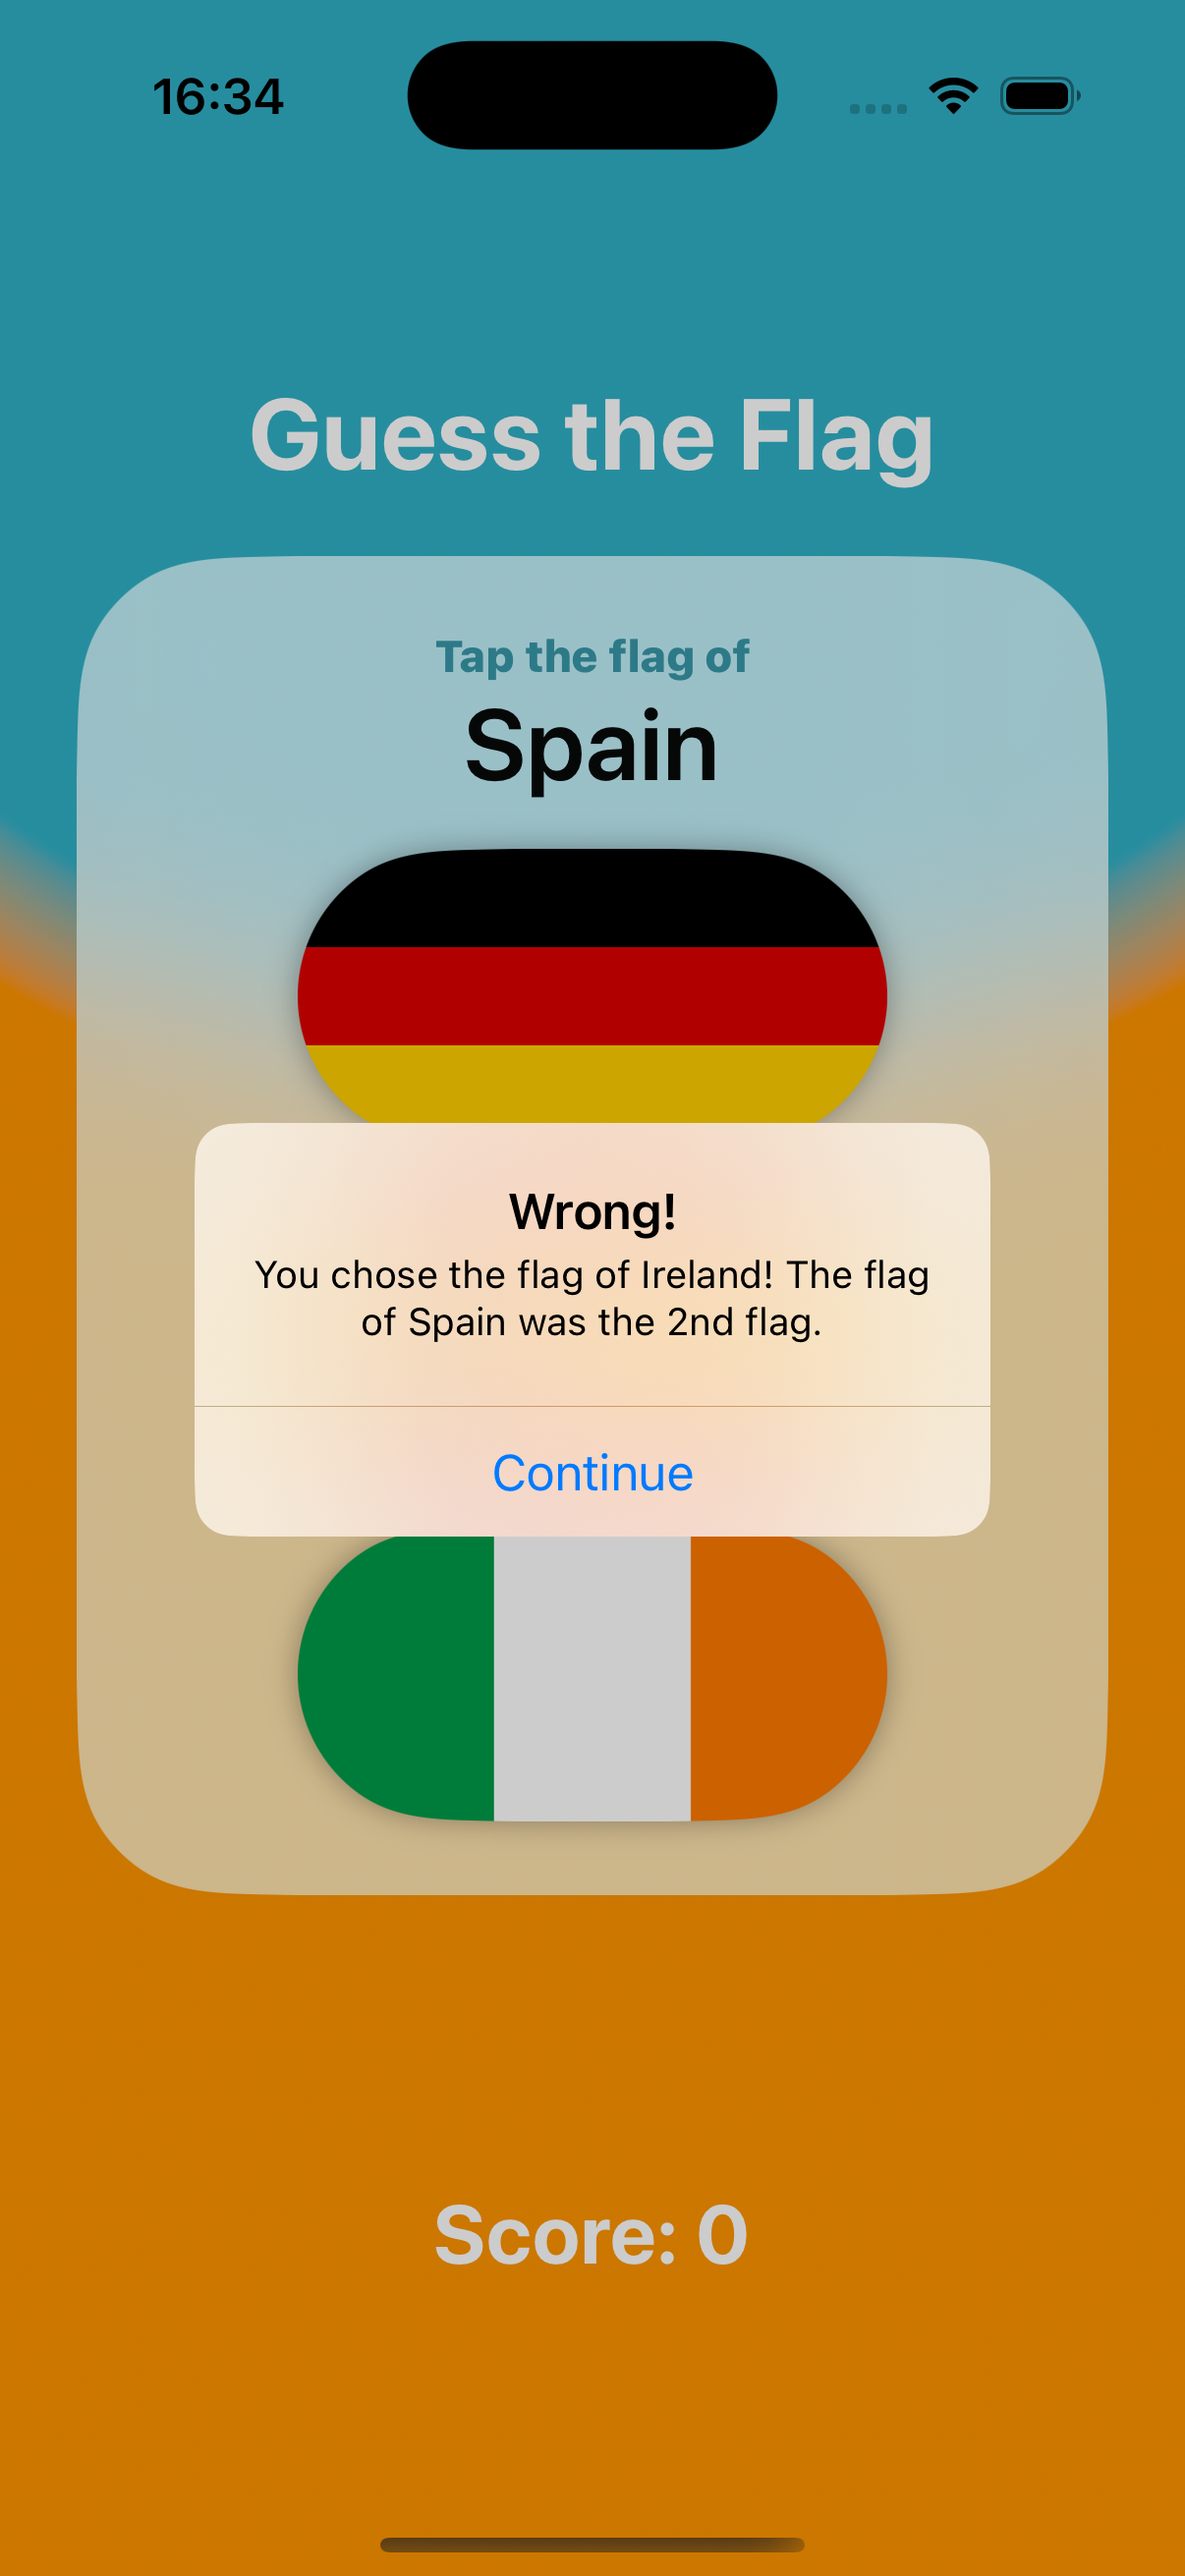 16:34
Guess the Flag
Tap the flag of
Spain
Wrong!
You chose the flag of Ireland! The flag
of Spain was the 2nd flag.
Continue
Score: 0